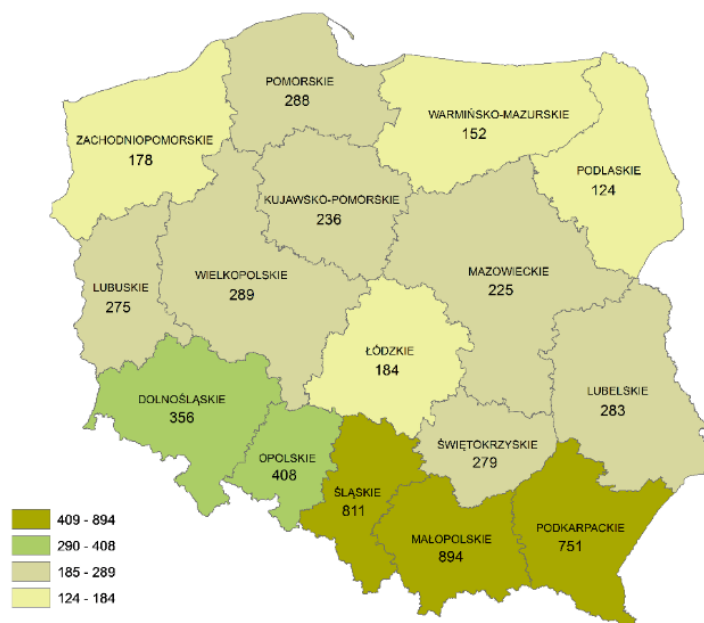 POMORSKIE
288
WARMIŃSKO-MAZURSKIE
152
ZACHODNIOPOMORSKIE
178
PODLASKIE
124
KUJAWSKO-POMORSKIE
236
MAZOWIECKIE
225
WIELKOPOLSKIE
289
LUBUSKIE
275
ŁÓDZKIE
184
LUBELSKIE
283
DOLNOŚLĄSKIE
356
ŚWIĘTOKRZYSKIE
279
OPOLSKIE
408
ŚLĄSKIE
811
MAŁOPOLSKIE
894
PODKARPACKIE
751
409 - 894
290 - 408
185 - 289
124 - 184